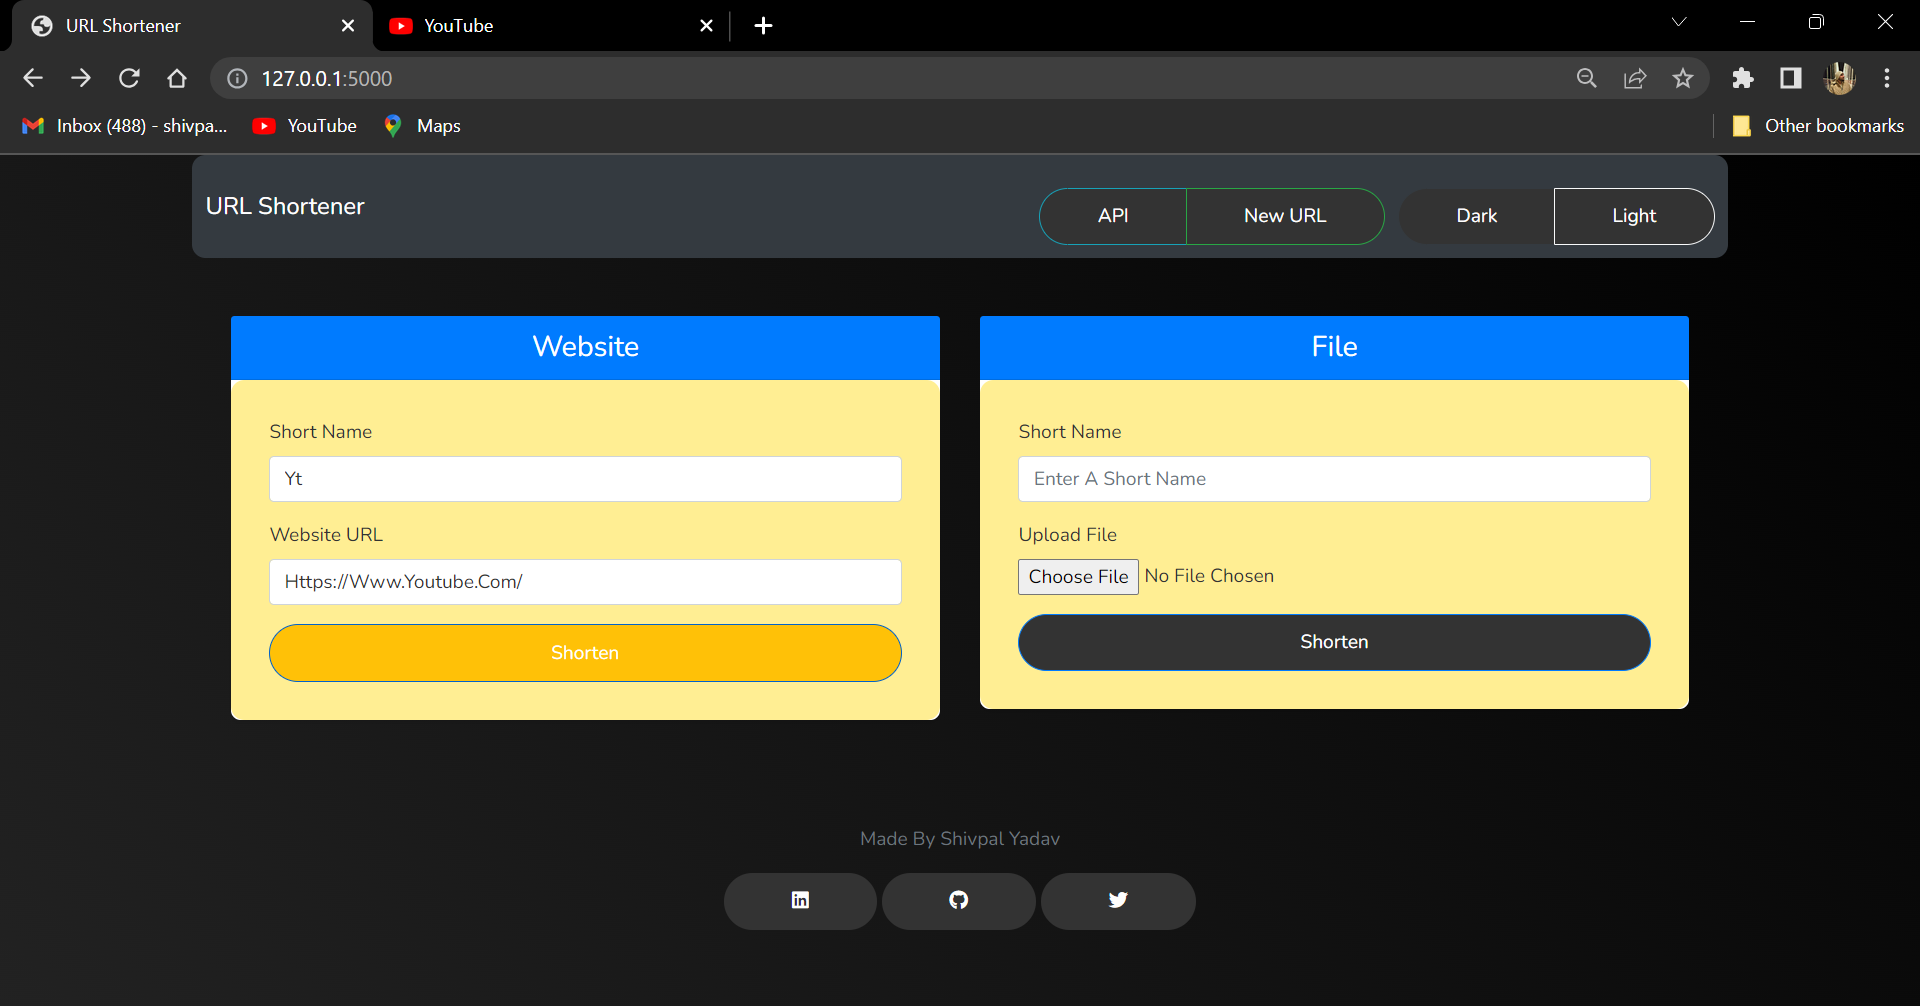 URL Shortener
YouTube
127.0.0.1:5000
Inbox (488) - shivpa... YouTube Maps Other bookmarks
URL Shortener API New URL Dark Light
Website
Short Name
Yt
Website URL
Https://Www.Youtube.Com/
Shorten
File
Short Name
Enter A Short Name
Upload File
Choose File No File Chosen
Shorten
Made By Shivpal Yadav